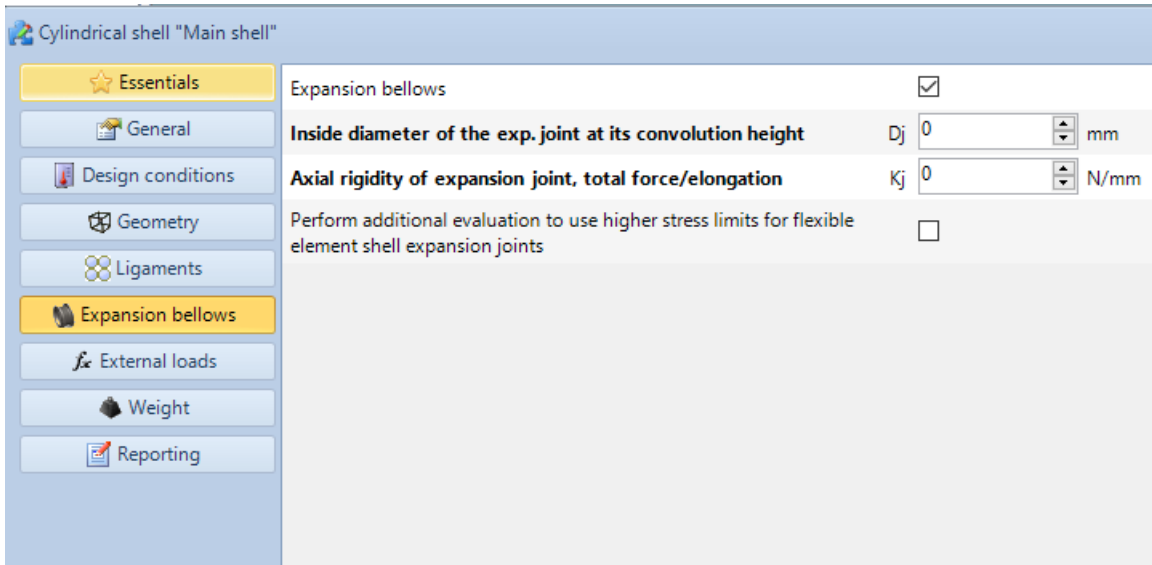 Cylindrical shell "Main shell"
Essentials
General
Design conditions
Geometry
Ligaments
Expansion bellows
External loads
Weight
Reporting
Expansion bellows
Inside diameter of the exp. joint at its convolution height Dj 0 mm
Axial rigidity of expansion joint, total force/elongation Kj 0 N/mm
Perform additional evaluation to use higher stress limits for flexible
element shell expansion joints